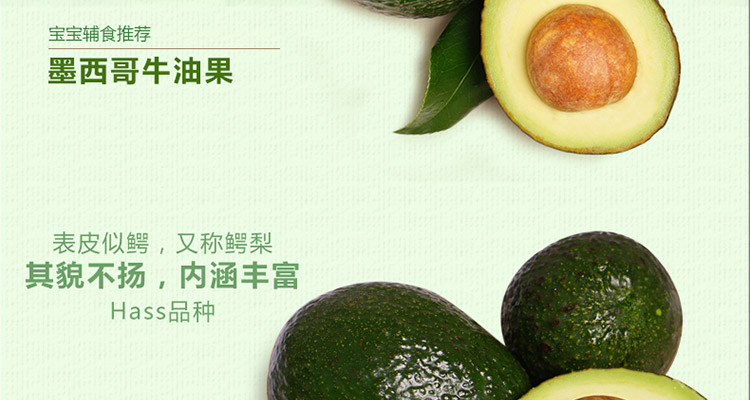 宝宝辅食推荐
墨西哥牛油果
表皮似鳄，又称鳄梨
其貌不扬，内涵丰富
Hass品种